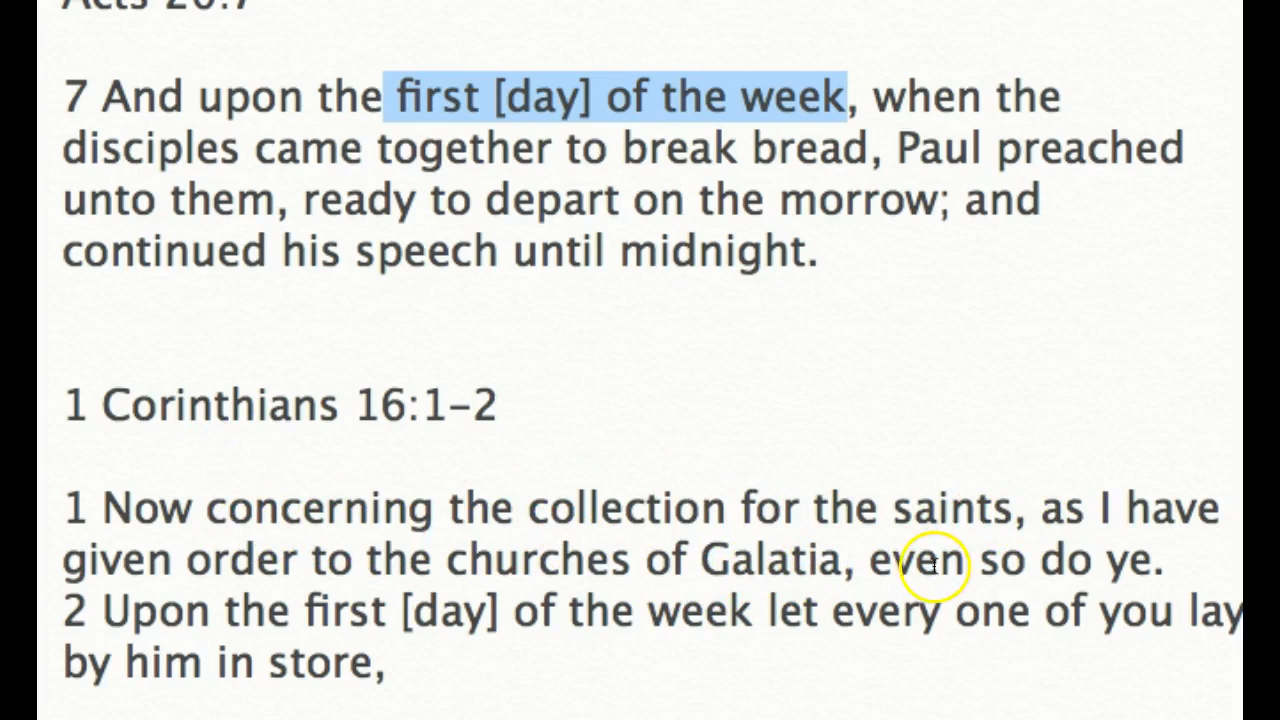 Acts 20:7
7 And upon the first [day] of the week, when the
disciples came together to break bread, Paul preached
unto them, ready to depart on the morrow; and
continued his speech until midnight.
1 Corinthians 16:1-2
1 Now concerning the collection for the saints, as I have
given order to the churches of Galatia, even so do ye.
2 Upon the first [day] of the week let every one of you lay
by him in store,